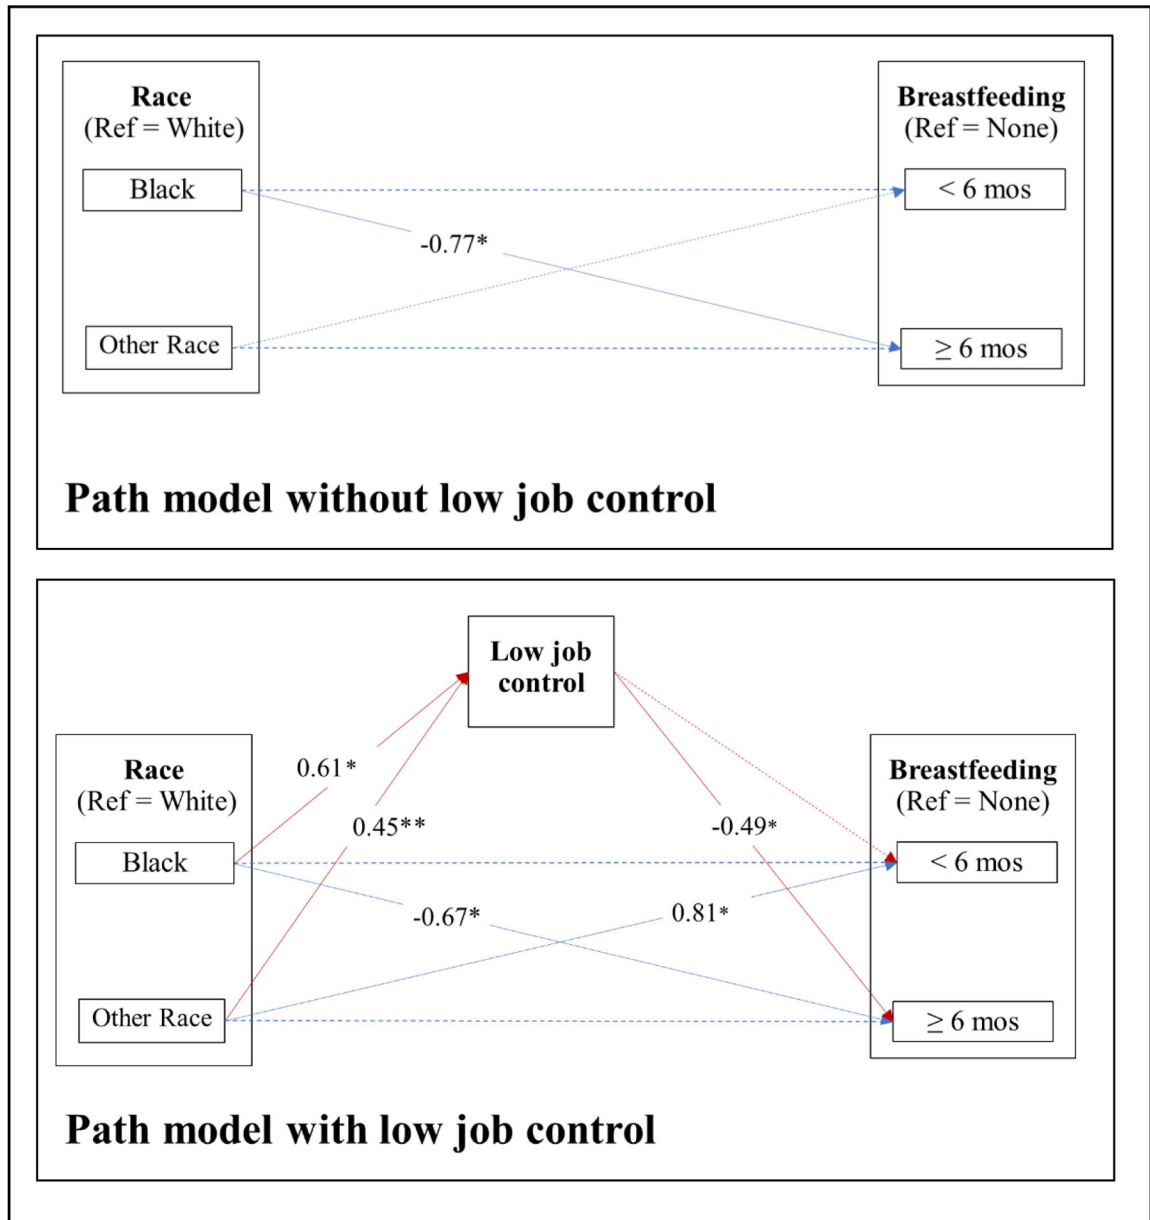 Race
(Ref = White)
Black
Other Race
-0.77*
Breastfeeding
(Ref = None)
< 6 mos
≥ 6 mos
Path model without low job control
Low job
control
Race
(Ref = White)
Black
Other Race
0.61*
0.45**
-0.49*
-0.67*
0.81*
Breastfeeding
(Ref = None)
< 6 mos
≥ 6 mos
Path model with low job control